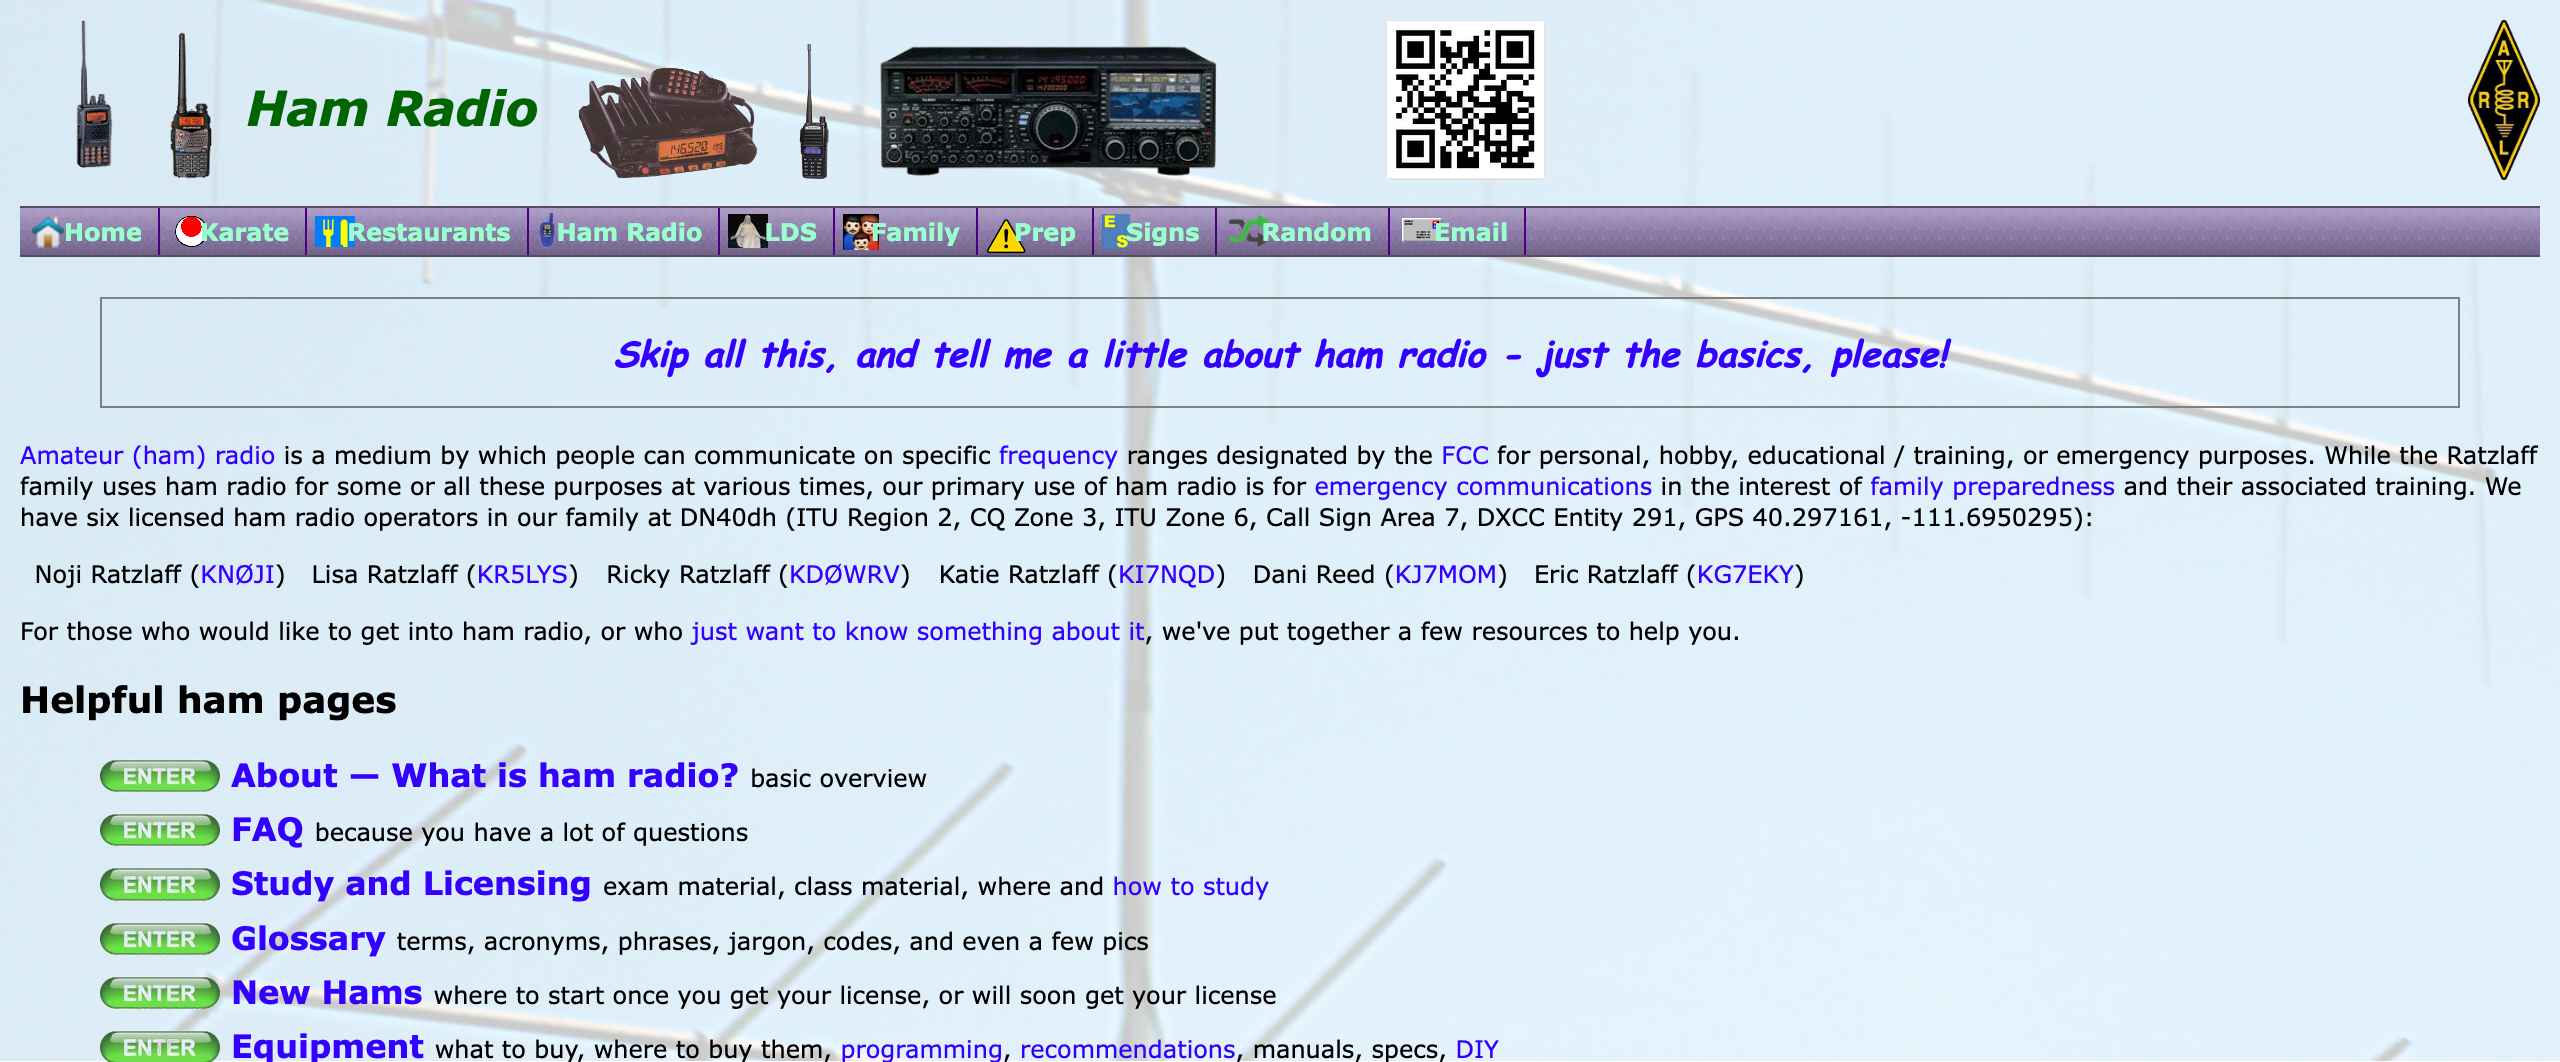 Ham Radio
146.520
14.195.000
A
R R
L
Home Karate Restaurants Ham Radio LDS Family Prep E S Signs Random Email
Skip all this, and tell me a little about ham radio - just the basics, please!
Amateur (ham) radio is a medium by which people can communicate on specific frequency ranges designated by the FCC for personal, hobby, educational / training, or emergency purposes. While the Ratzlaff
family uses ham radio for some or all these purposes at various times, our primary use of ham radio is for emergency communications in the interest of family preparedness and their associated training. We
have six licensed ham radio operators in our family at DN40dh (ITU Region 2, CQ Zone 3, ITU Zone 6, Call Sign Area 7, DXCC Entity 291, GPS 40.297161, -111.6950295):
Noji Ratzlaff (KNØJI) Lisa Ratzlaff (KR5LYS) Ricky Ratzlaff (KDØWRV) Katie Ratzlaff (KI7NQD) Dani Reed (KJ7MOM) Eric Ratzlaff (KG7EKY)
For those who would like to get into ham radio, or who just want to know something about it, we've put together a few resources to help you.
Helpful ham pages
ENTER About — What is ham radio? basic overview
ENTER FAQ because you have a lot of questions
ENTER Study and Licensing exam material, class material, where and how to study
ENTER Glossary terms, acronyms, phrases, jargon, codes, and even a few pics
ENTER New Hams where to start once you get your license, or will soon get your license
ENTER Equipment what to buy, where to buy them, programming, recommendations, manuals, specs, DIY